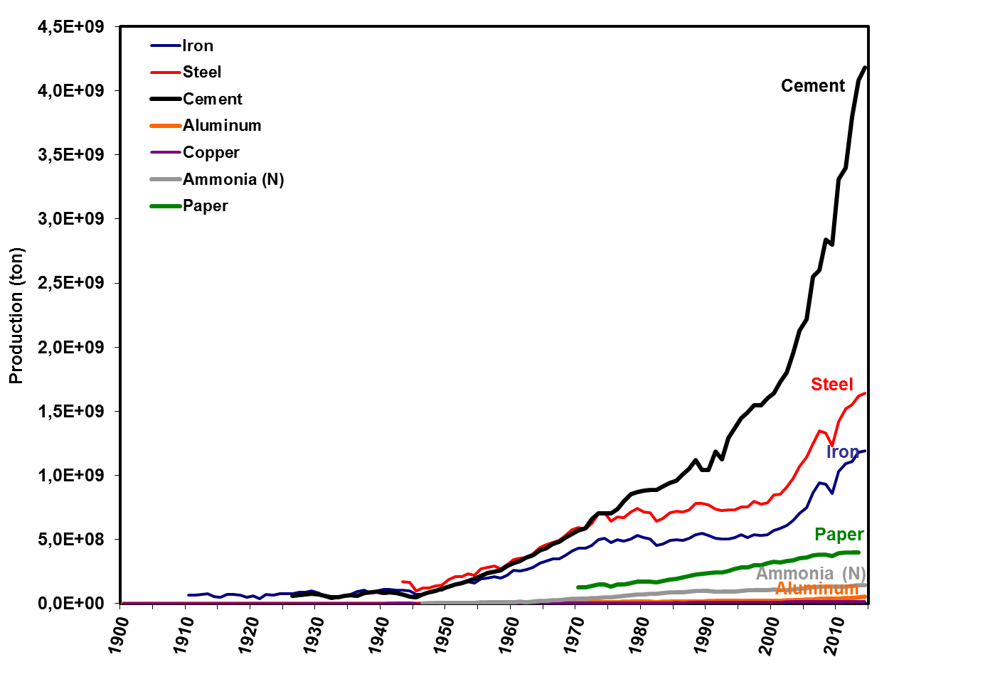 4,5E+09
4,0E+09
3,5E+09
3,0E+09
2,5E+09
2,0E+09
1,5E+09
1,0E+09
5,0E+08
0,0E+00
Production (ton)
Iron
Steel
Cement
Aluminum
Copper
Ammonia (N)
Paper
Cement
Steel
Iron
Paper
Ammonia (N)
Aluminum
1900
1910
1920
1930
1940
1950
1960
1970
1980
1990
2000
2010